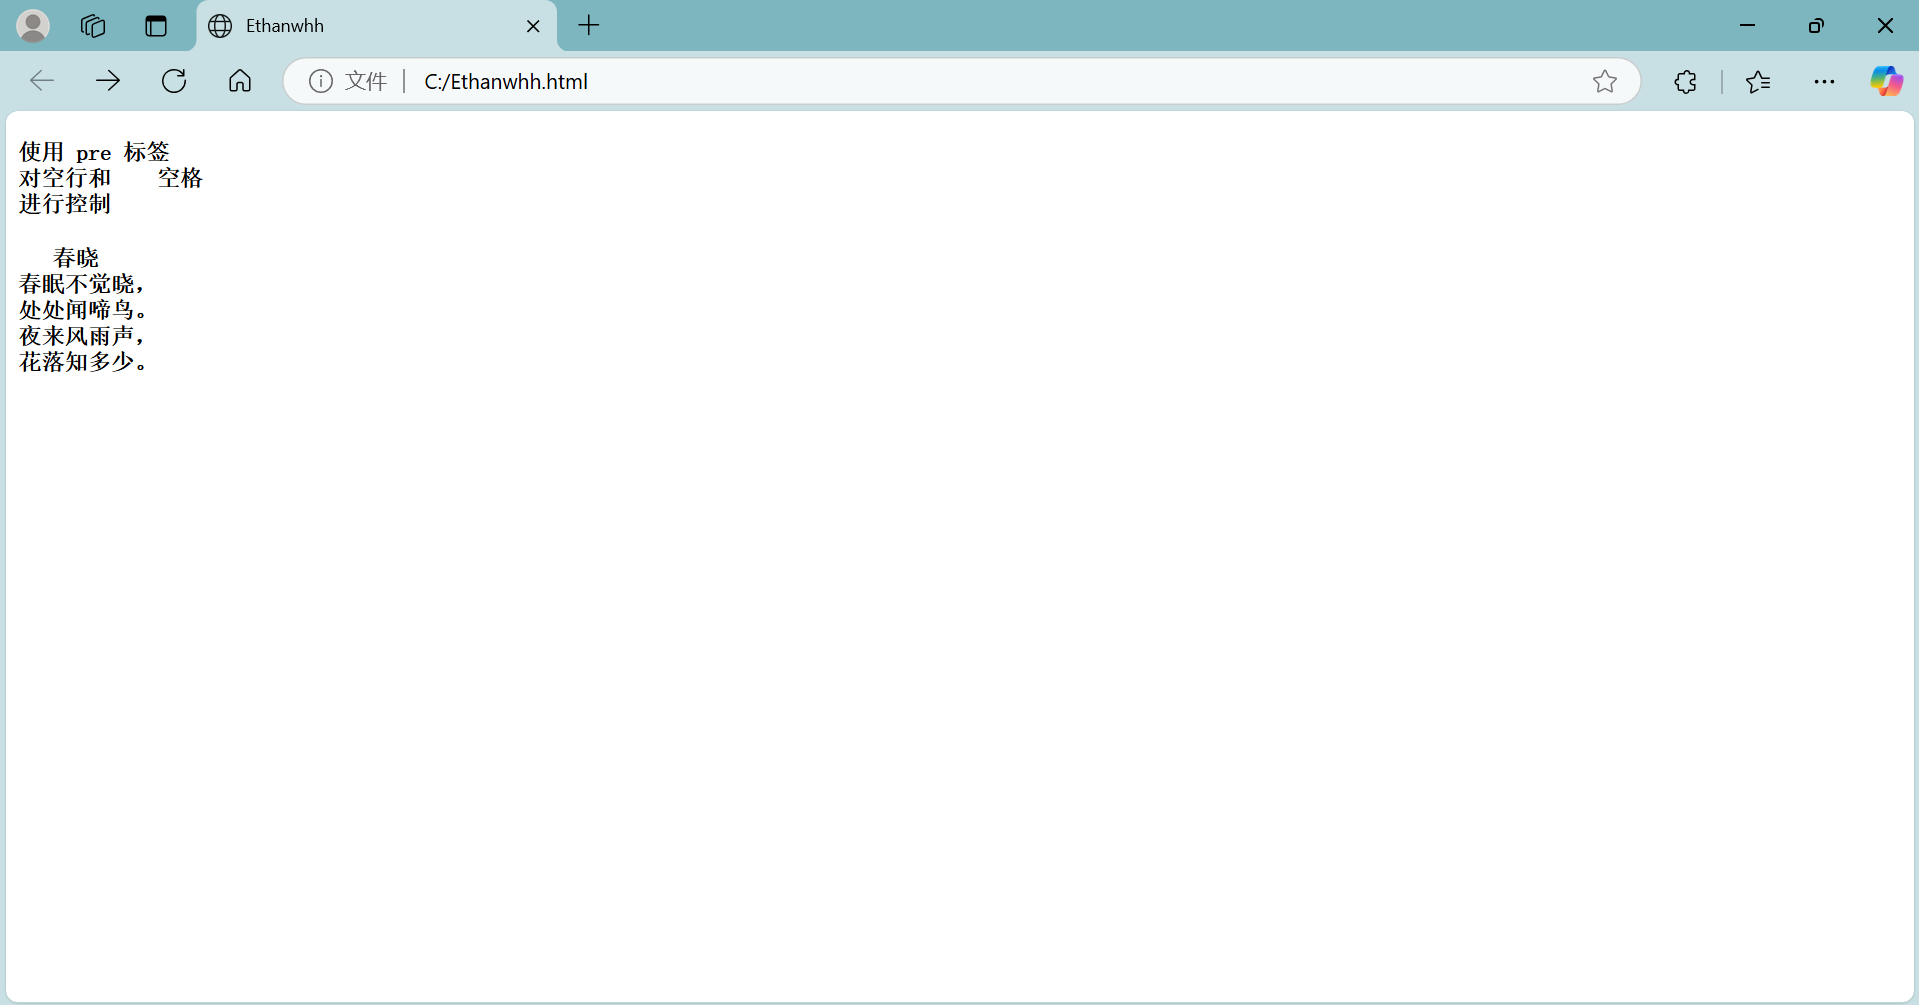 Ethanwhh
文件 C:/Ethanwhh.html
使用 pre 标签
对空行和    空格
进行控制
   春晓
春眠不觉晓，
处处闻啼鸟。
夜来风雨声，
花落知多少。